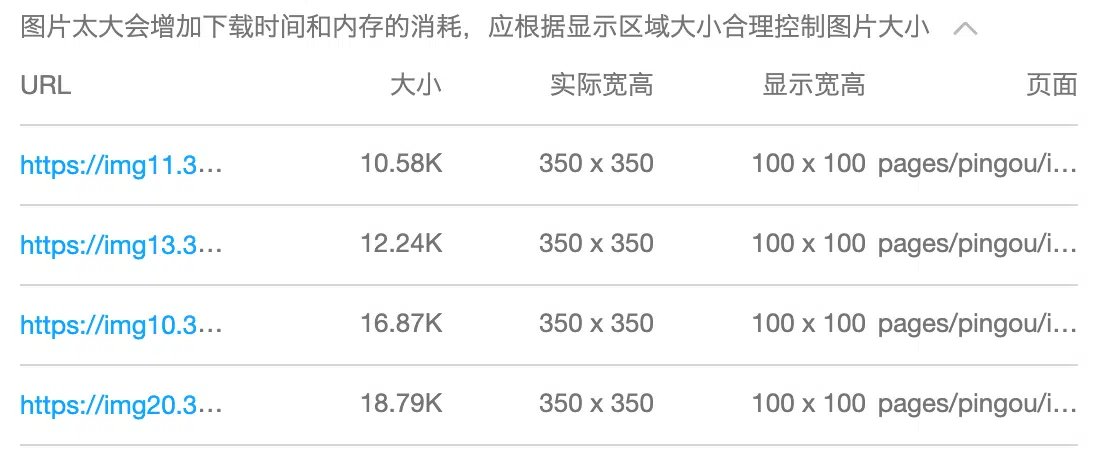 图片太大会增加下载时间和内存的消耗，应根据显示区域大小合理控制图片大小
URL 大小 实际宽高 显示宽高 页面
https://img11.3... 10.58K 350 x 350 100 x 100 pages/pingou/i...
https://img13.3... 12.24K 350 x 350 100 x 100 pages/pingou/i...
https://img10.3... 16.87K 350 x 350 100 x 100 pages/pingou/i...
https://img20.3... 18.79K 350 x 350 100 x 100 pages/pingou/i...